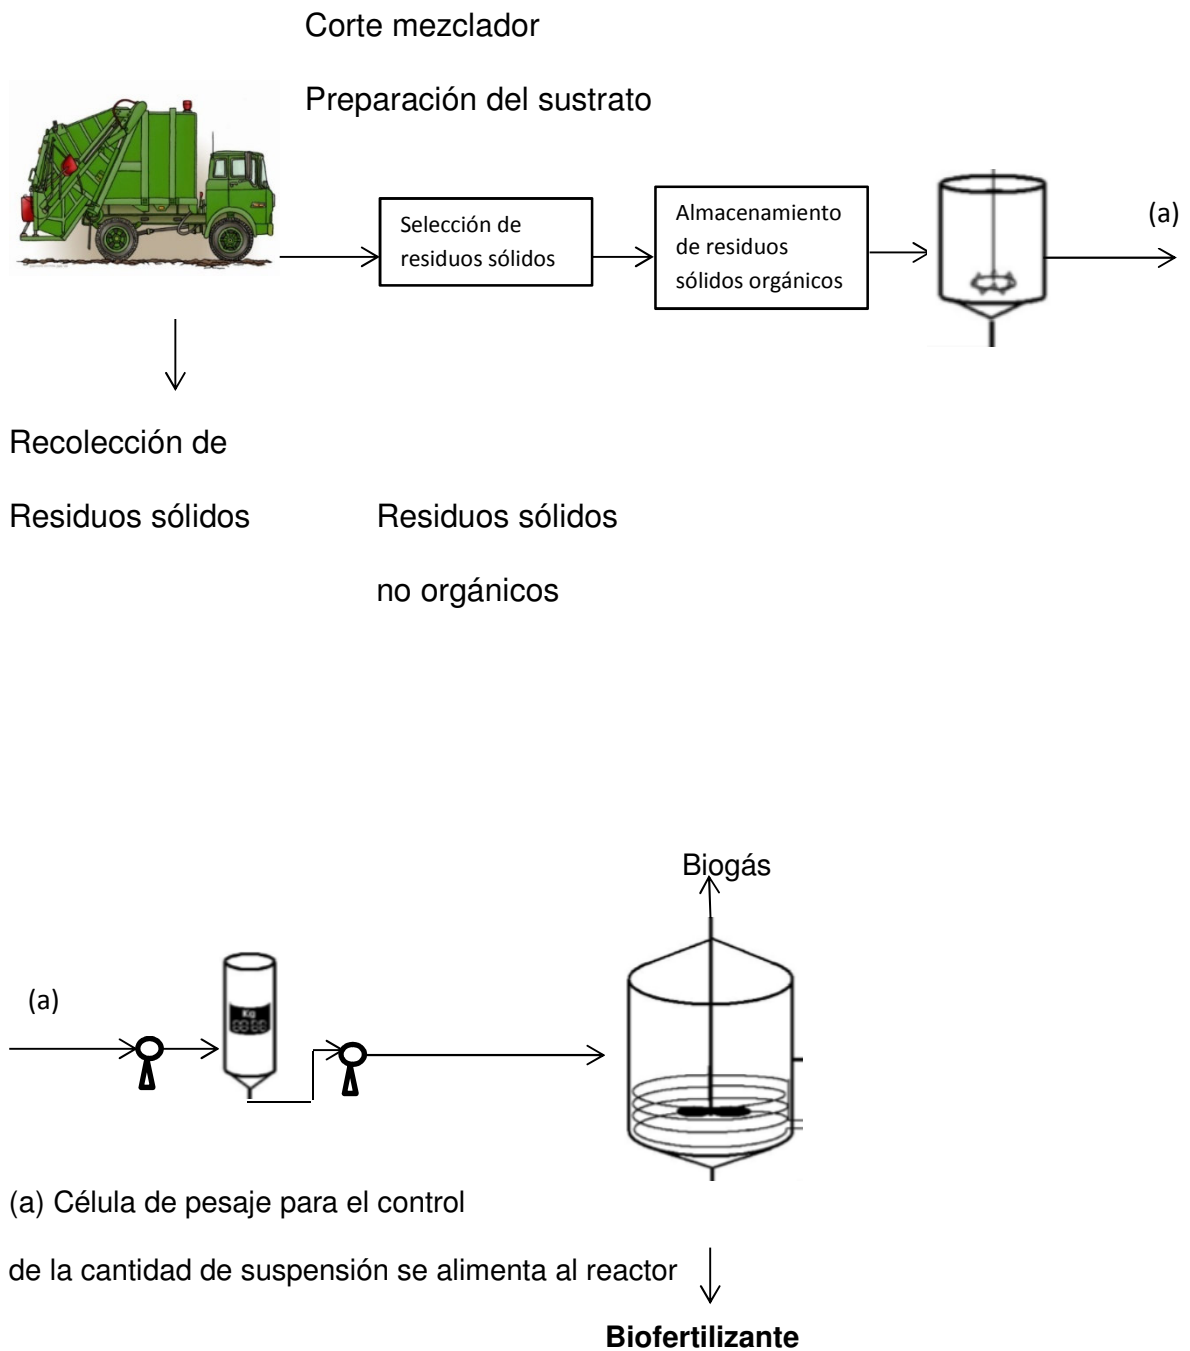 Corte mezclador
Preparación del sustrato
Selección de
residuos sólidos
Almacenamiento
de residuos
sólidos orgánicos
(a)
Recolección de
Residuos sólidos
Residuos sólidos
no orgánicos
Biogás
(a)
Kg
(a) Célula de pesaje para el control
de la cantidad de suspensión se alimenta al reactor
Biofertilizante